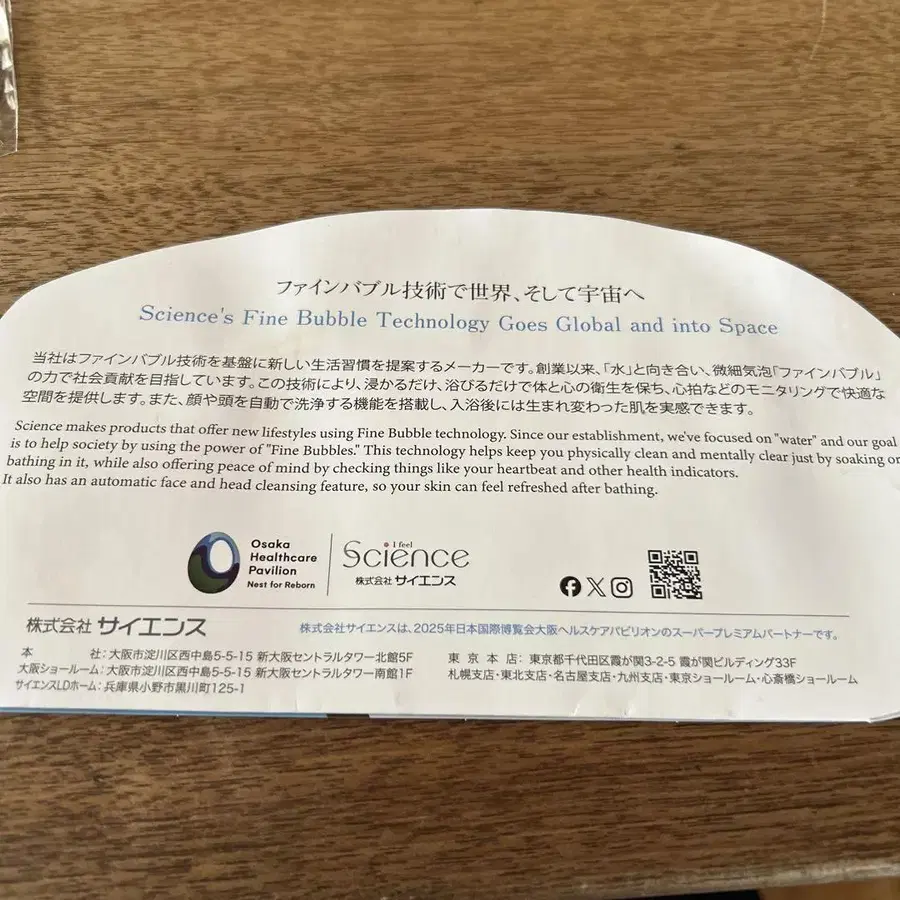 ファインバブル技術で世界、そして宇宙へ
Science's Fine Bubble Technology Goes Global and into Space
当社はファインバブル技術を基盤に新しい生活習慣を提案するメーカーです。創業以来、「水」と向き合い、微細気泡「ファインバブル」
の力で社会貢献を目指しています。この技術により、浸かるだけ、浴びるだけで体と心の衛生を保ち、心拍などのモニタリングで快適な
空間を提供します。また、顔や頭を自動で洗浄する機能を搭載し、入浴後には生まれ変わった肌を実感できます。
Science makes products that offer new lifestyles using Fine Bubble technology. Since our establishment, we've focused on "water" and our goal
is to help society by using the power of "Fine Bubbles." This technology helps keep you physically clean and mentally clear just by soaking or
bathing in it, while also offering peace of mind by checking things like your heartbeat and other health indicators.
It also has an automatic face and head cleansing feature, so your skin can feel refreshed after bathing.
Osaka
Healthcare
Pavilion
Nest for Reborn
I feel
Science
株式会社 サイエンス
株式会社 サイエンス
株式会社サイエンスは、2025年日本国際博覧会大阪ヘルスケアパビリオンのスーパープレミアムパートナーです。
本 社：大阪市淀川区西中島5-5-15 新大阪セントラルタワー北館5F
大阪ショールーム：大阪市淀川区西中島5-5-15 新大阪セントラルタワー南館1F
サイエンスLDホーム：兵庫県小野市黒川町125-1
東 京 本 店：東京都千代田区霞が関3-2-5 霞が関ビルディング33F
札幌支店・東北支店・名古屋支店・九州支店・東京ショールーム・心斎橋ショールーム